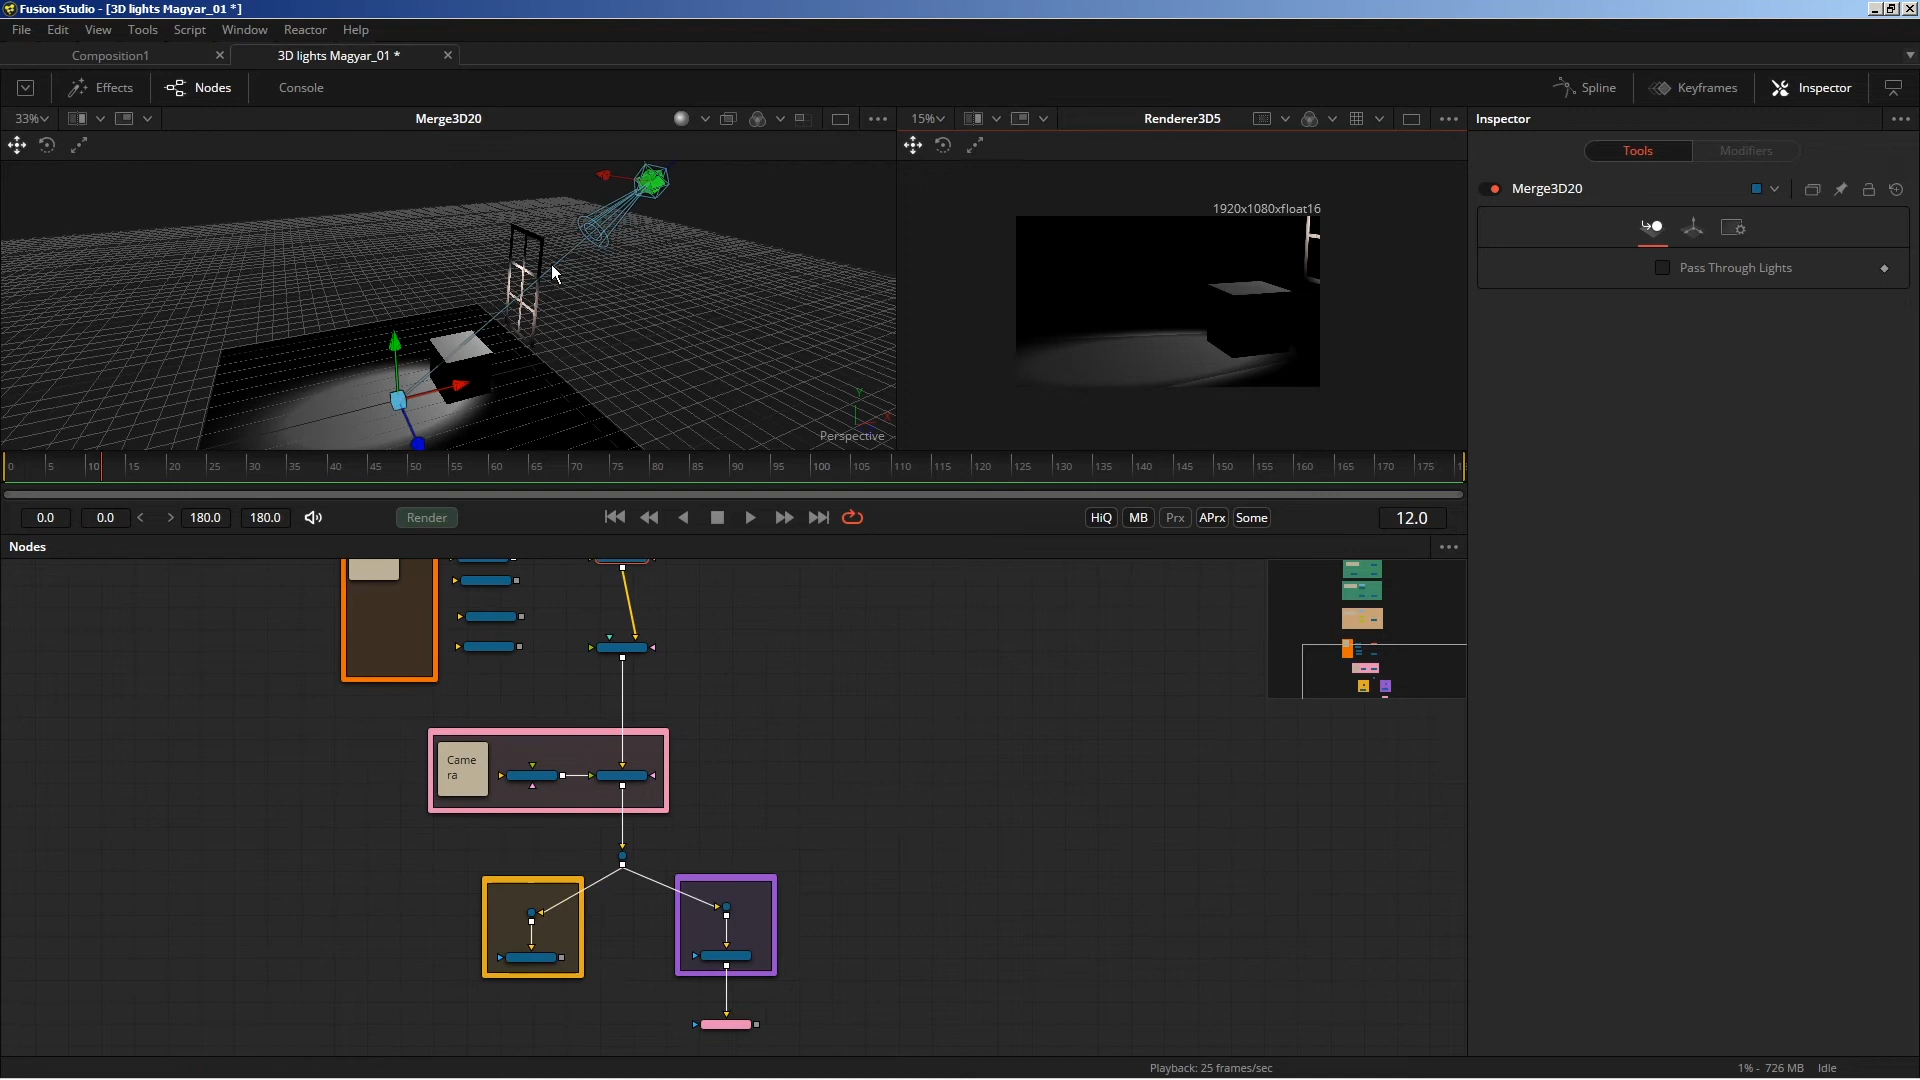 Fusion Studio - [3D lights Magyar_01 *]
File Edit View Tools Script Window Reactor Help
Composition1 3D lights Magyar_01 *
Effects Nodes Console Spline Keyframes Inspector
33% Merge3D20 15% Renderer3D5 Inspector
Tools Modifiers
Merge3D20
1920x1080xfloat16
Pass Through Lights
Y
X
Perspective
0 5 10 15 20 25 30 35 40 45 50 55 60 65 70 75 80 85 90 95 100 105 110 115 120 125 130 135 140 145 150 155 160 165 170 175
0.0 0.0 < > 180.0 180.0 Render HiQ MB Prx APrx Some 12.0
Nodes
Came
ra
Playback: 25 frames/sec 1% - 726 MB Idle